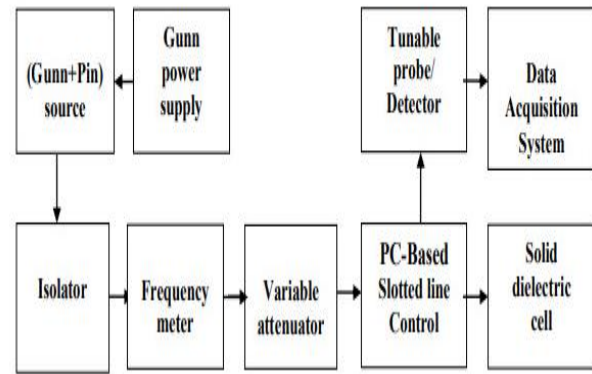 (Gunn+Pin)
source
Gunn
power
supply
Tunable
probe/
Detector
Data
Acquisition
System
Isolator
Frequency
meter
Variable
attenuator
PC-Based
Slotted line
Control
Solid
dielectric
cell